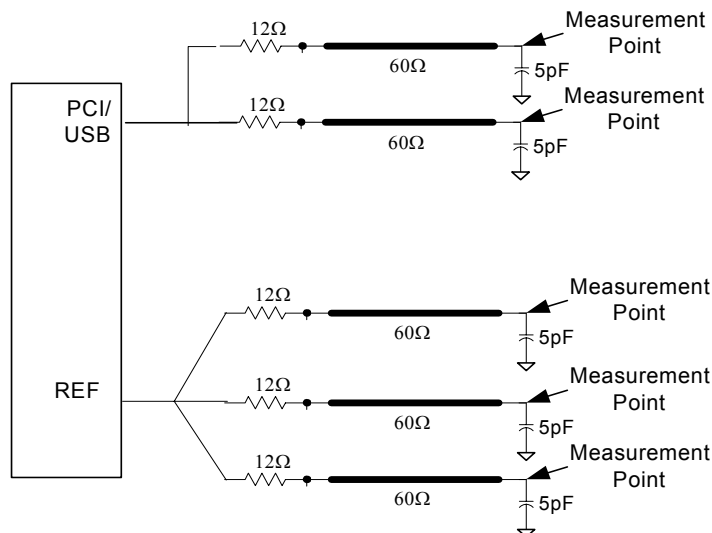 12Ω
Measurement
Point
60Ω
5pF
PCI/
USB
12Ω
Measurement
Point
60Ω
5pF
12Ω
Measurement
Point
60Ω
5pF
REF
12Ω
Measurement
Point
60Ω
5pF
12Ω
Measurement
Point
60Ω
5pF